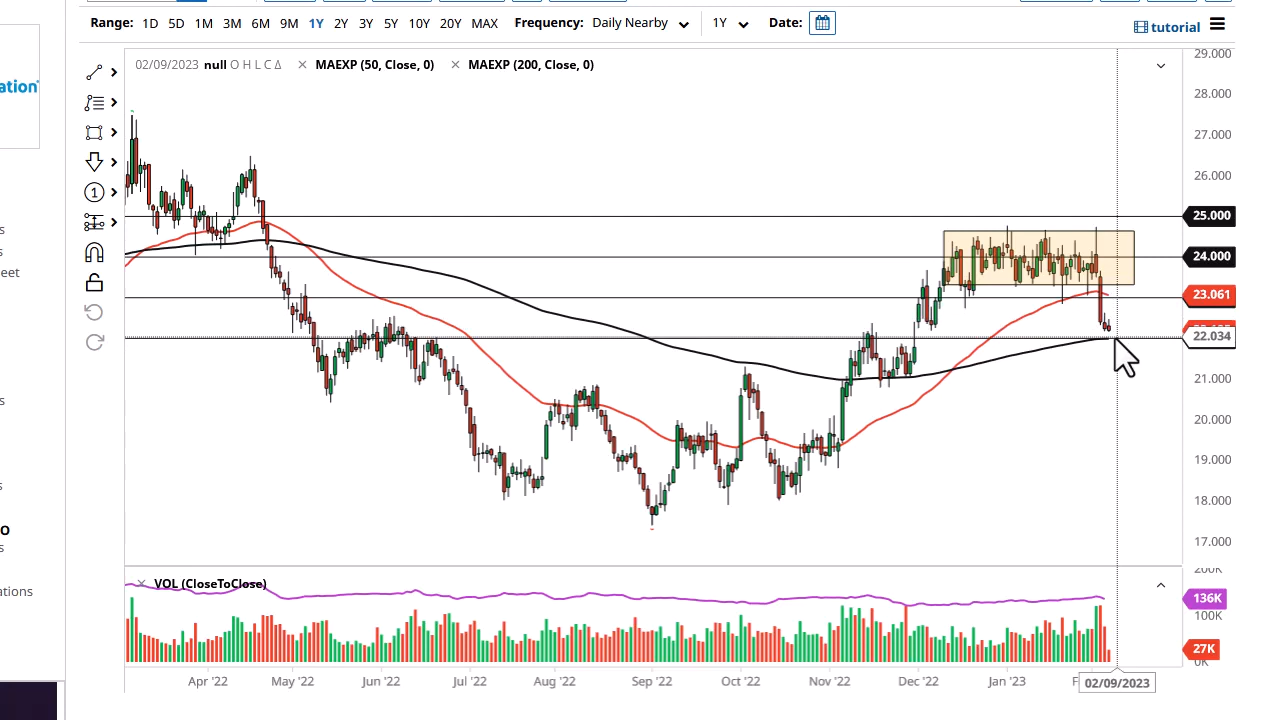 Range: 1D 5D 1M 3M 6M 9M 1Y 2Y 3Y 5Y 10Y 20Y MAX Frequency: Daily Nearby 1Y Date:
tutorial
02/09/2023 null O H L C Δ × MAEXP (50, Close, 0) × MAEXP (200, Close, 0)
29.000
28.000
27.000
26.000
25.000
24.000
23.061
22.034
21.000
20.000
19.000
18.000
17.000
ation
s
s
eet
s
s
O
s
ations
1
× VOL (CloseToClose)
200K
136K
100K
27K
0K
Apr '22 May '22 Jun '22 Jul '22 Aug '22 Sep '22 Oct '22 Nov '22 Dec '22 Jan '23 F
02/09/2023